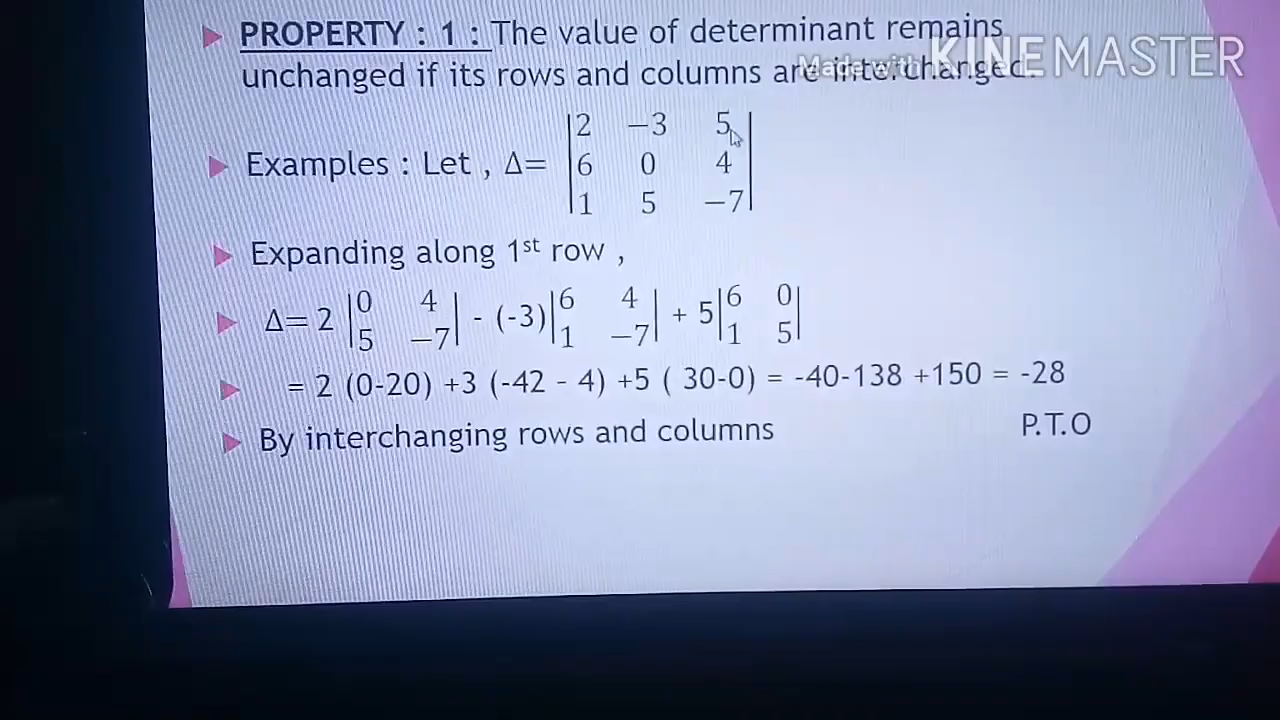 PROPERTY : 1 : The value of determinant remains
Made with KINEMASTER
unchanged if its rows and columns are interchanged.
Examples : Let , Δ= |2 −3 5|
|6 0 4|
|1 5 −7|
Expanding along 1st row ,
Δ= 2 |0 4| - (-3)|6 4| + 5|6 0|
|5 −7| |1 −7| |1 5|
= 2 (0-20) +3 (-42 - 4) +5 ( 30-0) = -40-138 +150 = -28
By interchanging rows and columns P.T.O